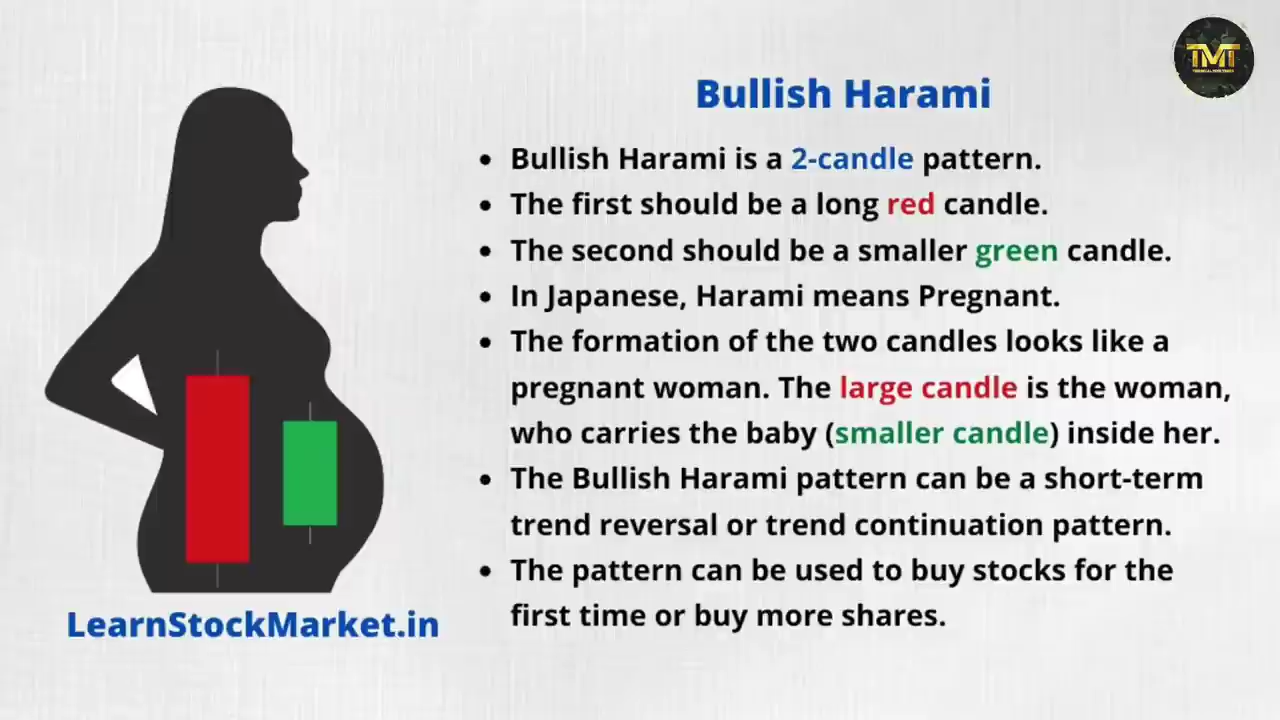 TMT
Bullish Harami
Bullish Harami is a 2-candle pattern.
The first should be a long red candle.
The second should be a smaller green candle.
In Japanese, Harami means Pregnant.
The formation of the two candles looks like a
pregnant woman. The large candle is the woman,
who carries the baby (smaller candle) inside her.
The Bullish Harami pattern can be a short-term
trend reversal or trend continuation pattern.
The pattern can be used to buy stocks for the
first time or buy more shares.
LearnStockMarket.in